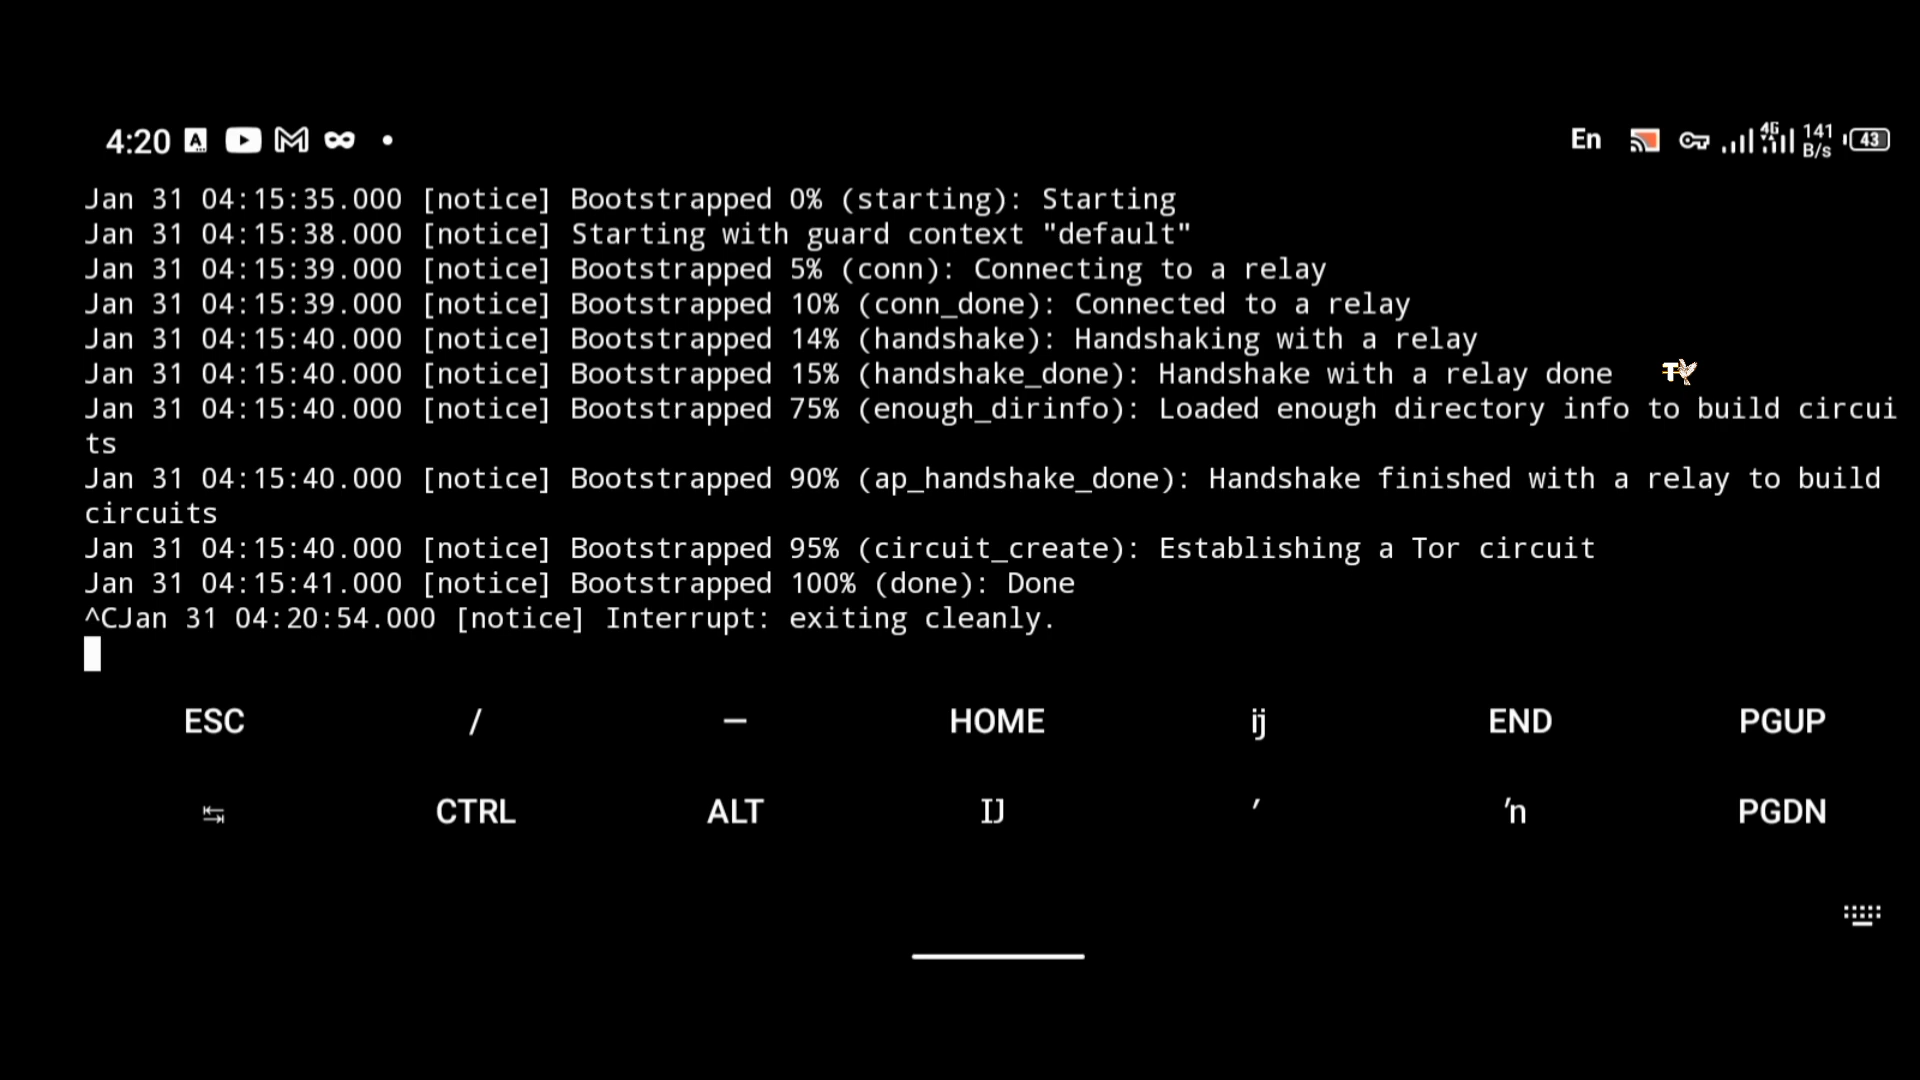 4:20 A En 4G 141 B/s 43
Jan 31 04:15:35.000 [notice] Bootstrapped 0% (starting): Starting
Jan 31 04:15:38.000 [notice] Starting with guard context "default"
Jan 31 04:15:39.000 [notice] Bootstrapped 5% (conn): Connecting to a relay
Jan 31 04:15:39.000 [notice] Bootstrapped 10% (conn_done): Connected to a relay
Jan 31 04:15:40.000 [notice] Bootstrapped 14% (handshake): Handshaking with a relay
Jan 31 04:15:40.000 [notice] Bootstrapped 15% (handshake_done): Handshake with a relay done
Jan 31 04:15:40.000 [notice] Bootstrapped 75% (enough_dirinfo): Loaded enough directory info to build circui
ts
Jan 31 04:15:40.000 [notice] Bootstrapped 90% (ap_handshake_done): Handshake finished with a relay to build
circuits
Jan 31 04:15:40.000 [notice] Bootstrapped 95% (circuit_create): Establishing a Tor circuit
Jan 31 04:15:41.000 [notice] Bootstrapped 100% (done): Done
^CJan 31 04:20:54.000 [notice] Interrupt: exiting cleanly.
ESC / — HOME ĳ END PGUP
CTRL ALT Ĳ ′ ŉ PGDN